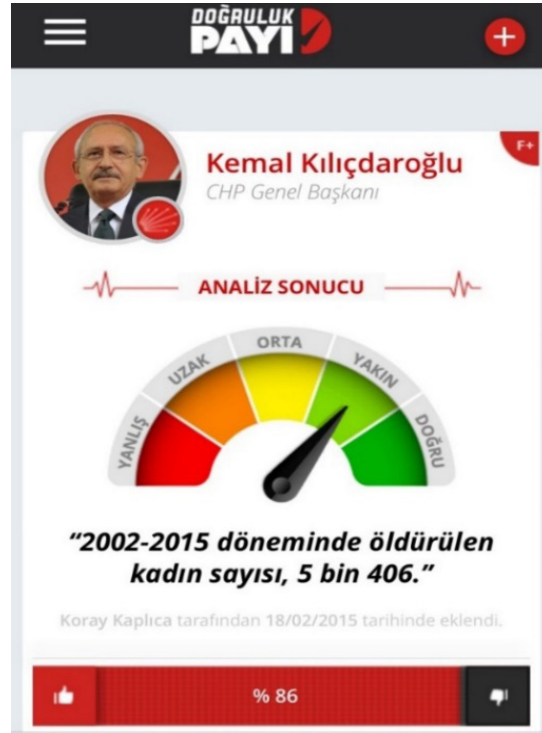 DOĞRULUK
PAYI
F+
Kemal Kılıçdaroğlu
CHP Genel Başkanı
ANALİZ SONUCU
YANLIŞ
UZAK
ORTA
YAKIN
DOĞRU
“2002-2015 döneminde öldürülen
kadın sayısı, 5 bin 406.”
Koray Kaplıca tarafından 18/02/2015 tarihinde eklendi.
% 86